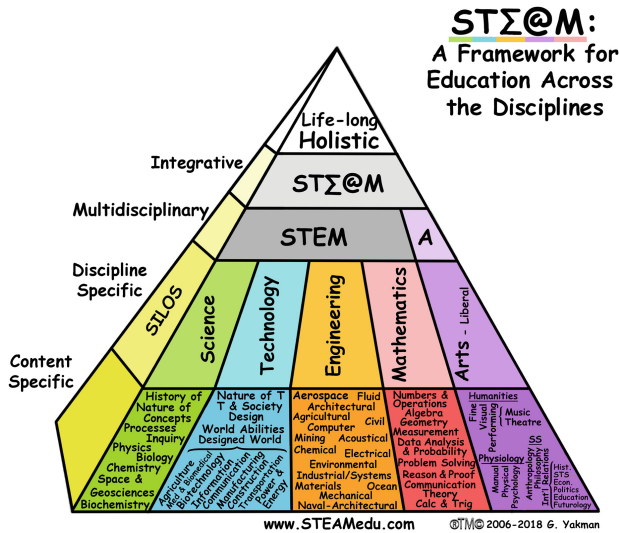 STΣ@M:
A Framework for
Education Across
the Disciplines
Life-long
Holistic
Integrative
STΣ@M
Multidisciplinary
STEM
A
Discipline
Specific
SILOS
Science
Technology
Engineering
Mathematics
Arts - Liberal
Content
Specific
History of
Nature of
Concepts
Processes
Inquiry
Physics
Biology
Chemistry
Space &
Geosciences
Biochemistry
Nature of T
T & Society
Design
World Abilities
Designed World
Agriculture
Med & Biomedical
Biotechnology
Information
Communication
Manufacturing
Construction
Transportation
Power &
Energy
Aerospace Fluid
Architectural
Agricultural Civil
Computer
Mining Acoustical
Chemical Electrical
Environmental
Industrial/Systems
Materials Ocean
Mechanical
Naval-Architectural
Numbers &
Operations
Algebra
Geometry
Measurement
Data Analysis
& Probability
Problem Solving
Reason & Proof
Communication
Theory
Calc & Trig
Humanities
Fine
Visual
Performing
Music
Theatre
Physiology
Manual
Physical
Psychology
SS
Anthropology
Philosophy
Int'l Relations
Hist.
STS
Econ.
Politics
Education
Futurology
www.STEAMedu.com
®TM© 2006-2018 G. Yakman